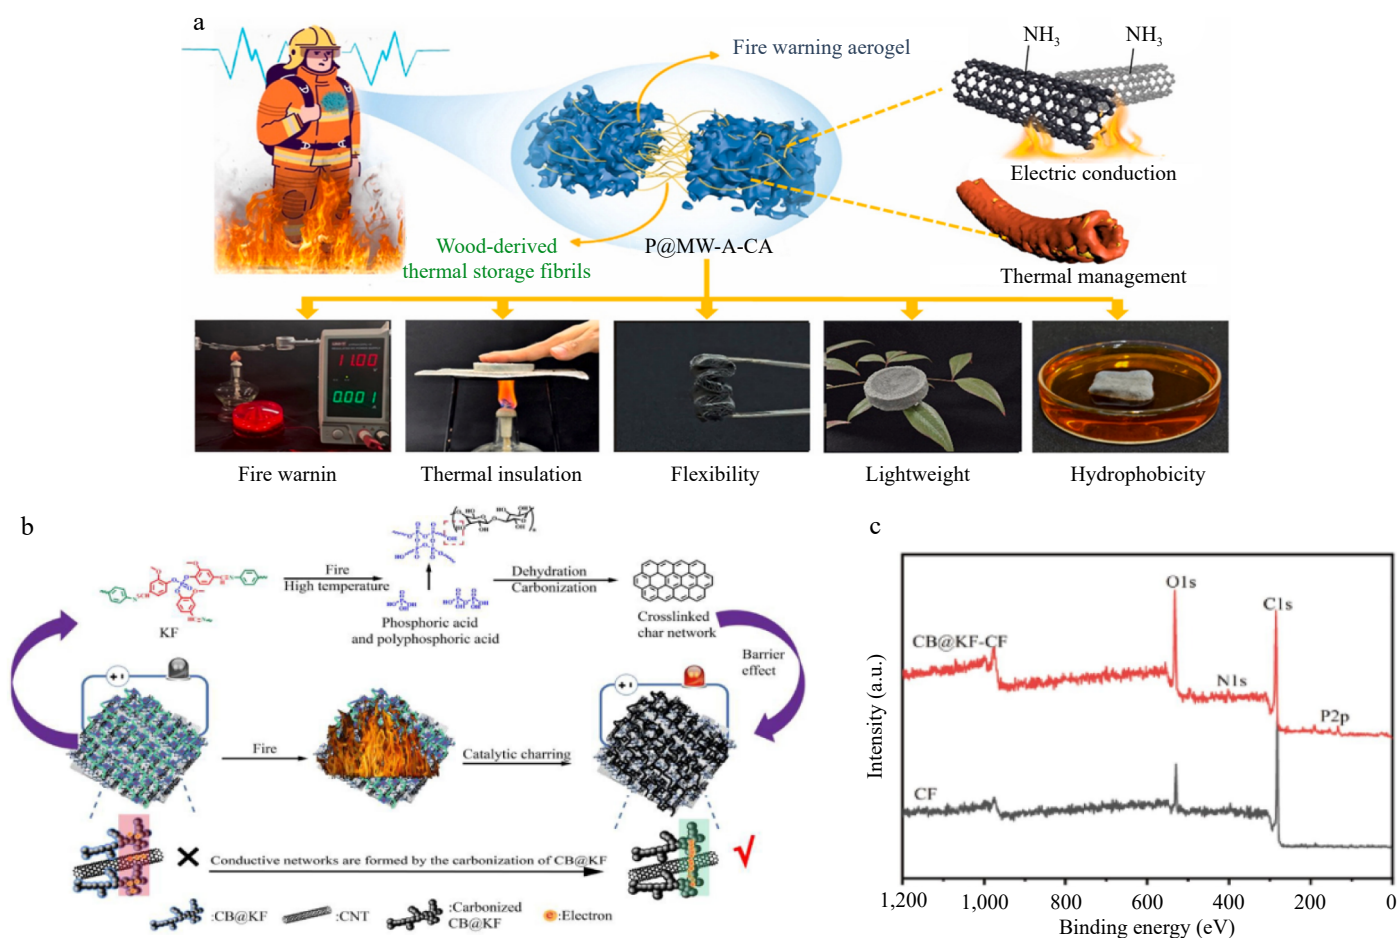 a
Fire warning aerogel
NH3
NH3
Electric conduction
Wood-derived
thermal storage fibrils
P@MW-A-CA
Thermal management
11.00
0.001
Fire warnin
Thermal insulation
Flexibility
Lightweight
Hydrophobicity
b
KF
Fire
High temperature
Phosphoric acid
and polyphosphoric acid
Dehydration
Carbonization
Crosslinked
char network
Barrier
effect
Fire
Catalytic charring
Conductive networks are formed by the carbonization of CB@KF
:CB@KF
:CNT
:Carbonized
CB@KF
e
:Electron
c
Intensity (a.u.)
O1s
C1s
CB@KF-CF
N1s
P2p
CF
1,200
1,000
800
600
400
200
0
Binding energy (eV)